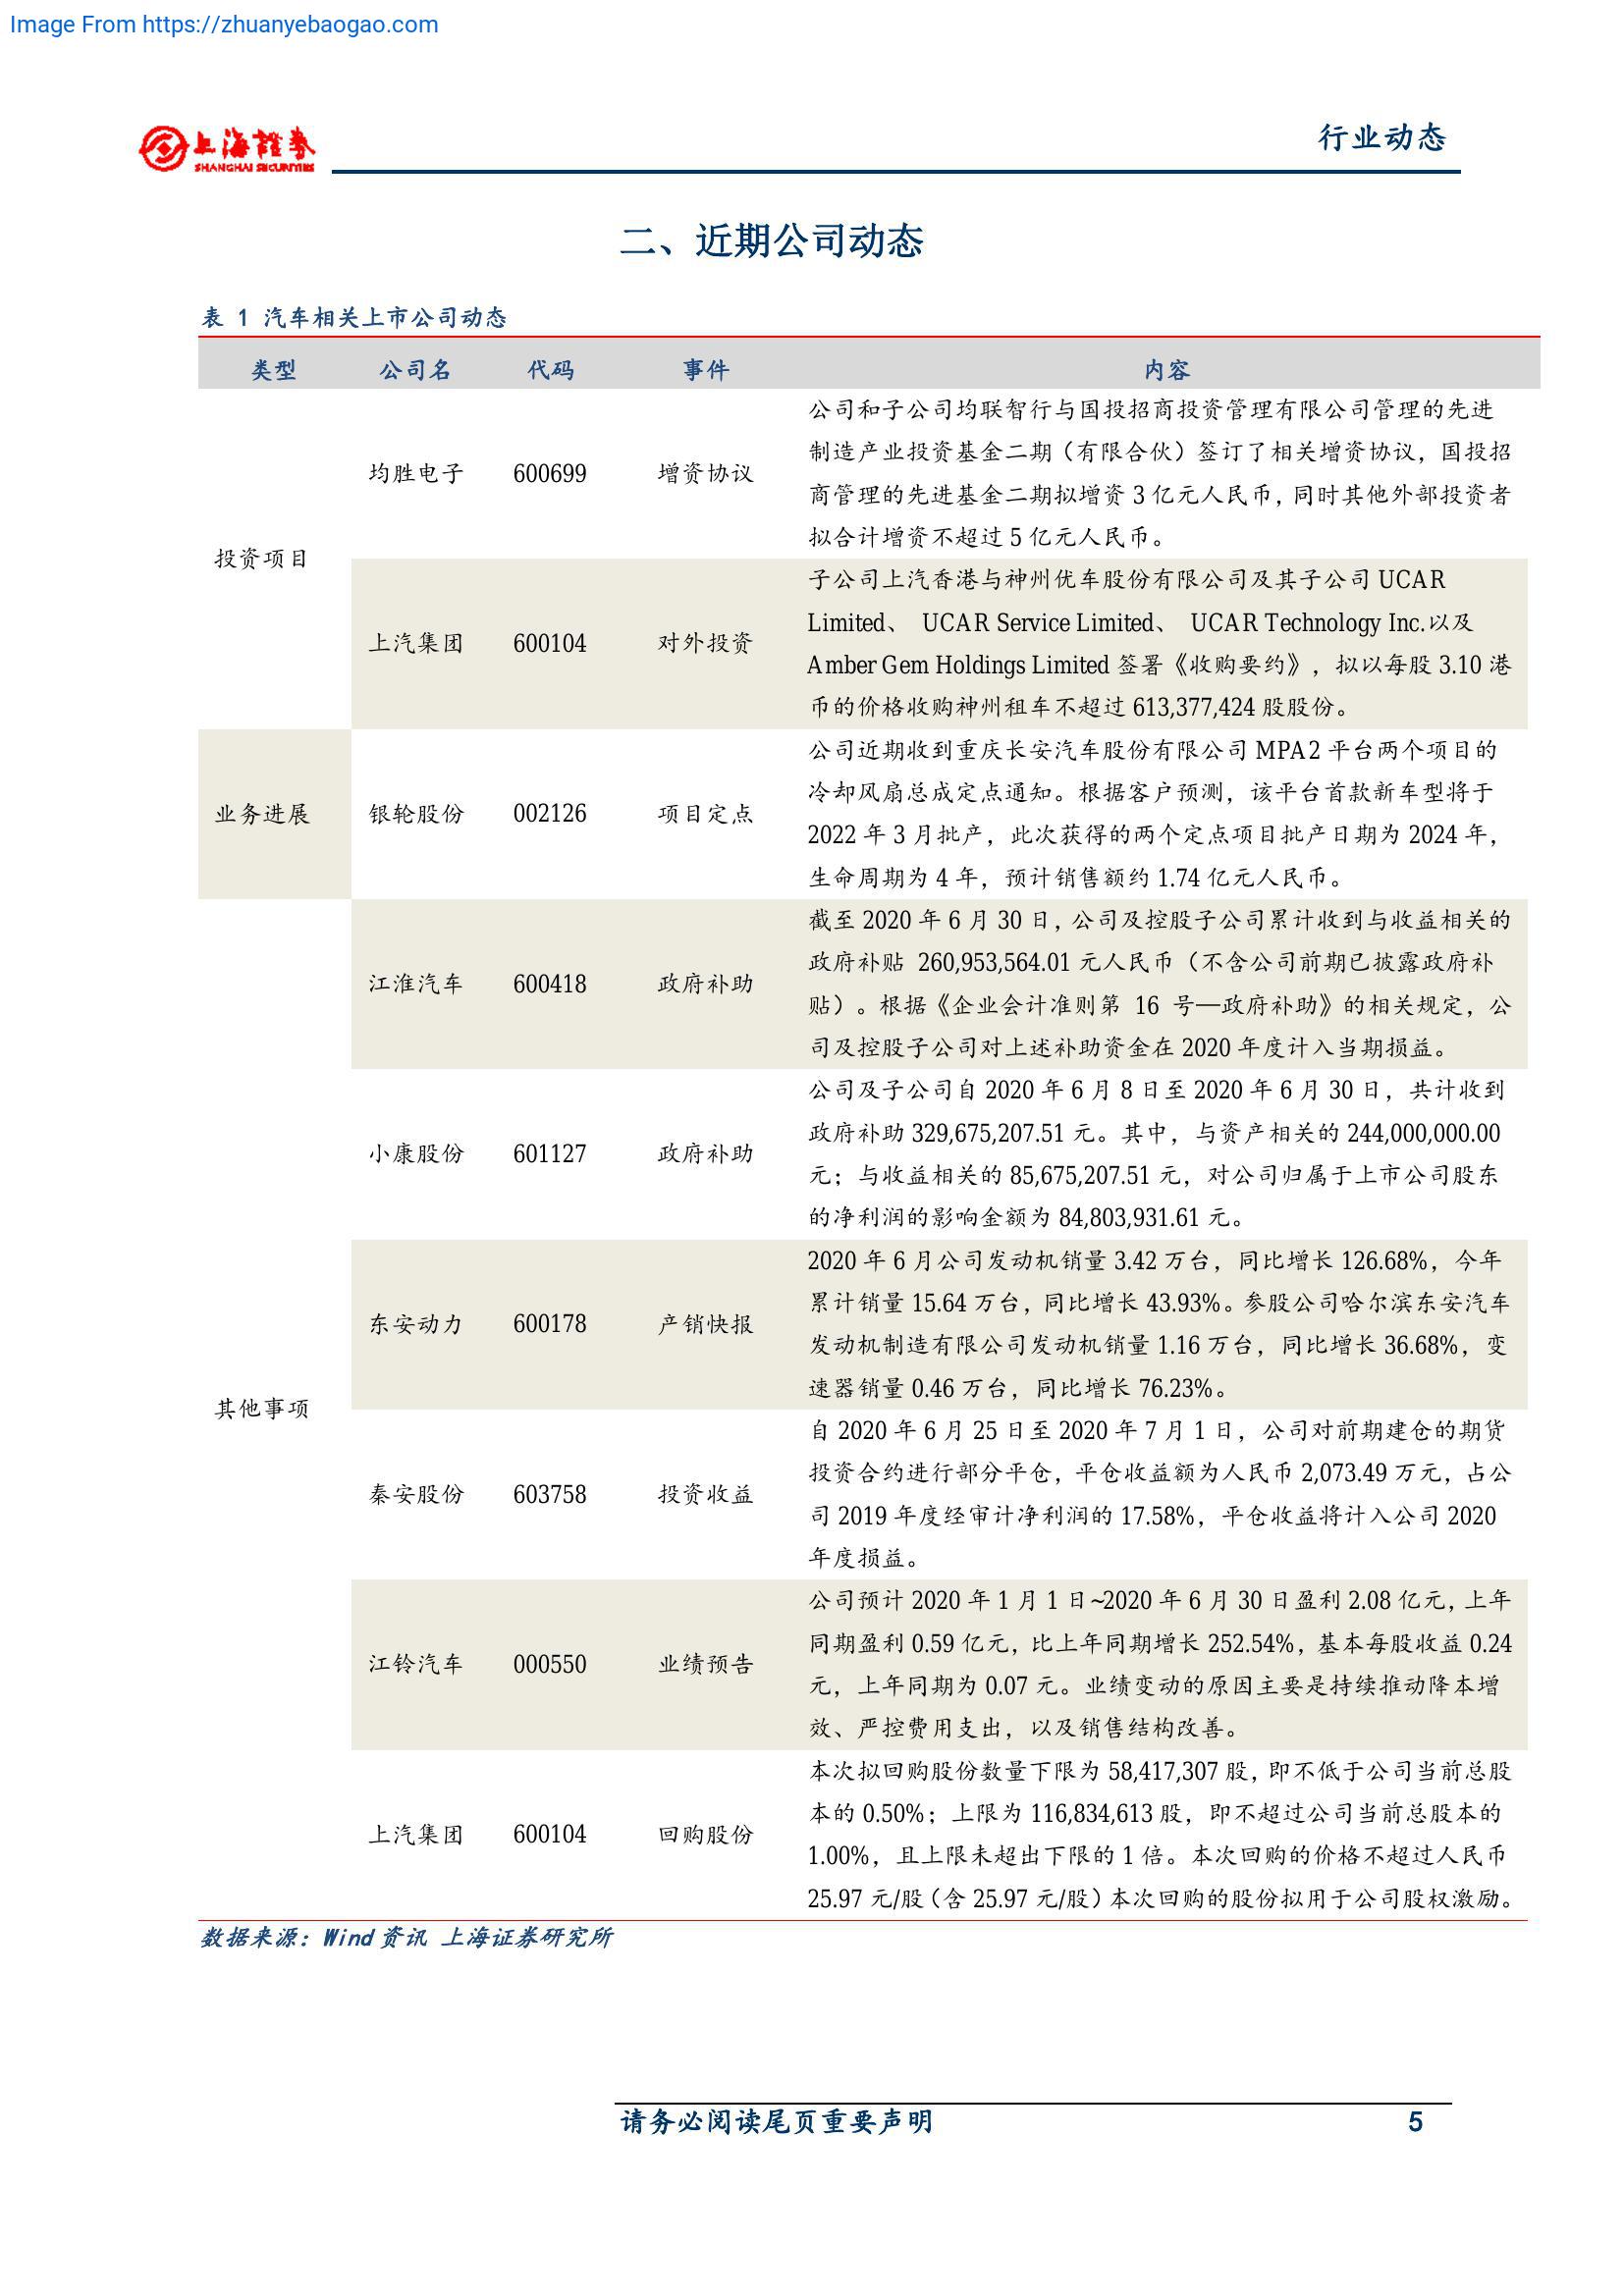 Image From https://zhuanyebaogao.com
上海證券
SHANGHAI SECURITIES
行业动态
二、近期公司动态
表 1 汽车相关上市公司动态
类型 公司名 代码 事件 内容
投资项目
均胜电子 600699 增资协议
公司和子公司均联智行与国投招商投资管理有限公司管理的先进
制造产业投资基金二期（有限合伙）签订了相关增资协议，国投招
商管理的先进基金二期拟增资 3 亿元人民币，同时其他外部投资者
拟合计增资不超过 5 亿元人民币。
上汽集团 600104 对外投资
子公司上汽香港与神州优车股份有限公司及其子公司 UCAR
Limited、 UCAR Service Limited、 UCAR Technology Inc.以及
Amber Gem Holdings Limited 签署《收购要约》，拟以每股 3.10 港
币的价格收购神州租车不超过 613,377,424 股股份。
业务进展
银轮股份 002126 项目定点
公司近期收到重庆长安汽车股份有限公司 MPA2 平台两个项目的
冷却风扇总成定点通知。根据客户预测，该平台首款新车型将于
2022 年 3 月批产，此次获得的两个定点项目批产日期为 2024 年，
生命周期为 4 年，预计销售额约 1.74 亿元人民币。
其他事项
江淮汽车 600418 政府补助
截至 2020 年 6 月 30 日，公司及控股子公司累计收到与收益相关的
政府补贴 260,953,564.01 元人民币（不含公司前期已披露政府补
贴）。根据《企业会计准则第 16 号—政府补助》的相关规定，公
司及控股子公司对上述补助资金在 2020 年度计入当期损益。
小康股份 601127 政府补助
公司及子公司自 2020 年 6 月 8 日至 2020 年 6 月 30 日，共计收到
政府补助 329,675,207.51 元。其中，与资产相关的 244,000,000.00
元；与收益相关的 85,675,207.51 元，对公司归属于上市公司股东
的净利润的影响金额为 84,803,931.61 元。
东安动力 600178 产销快报
2020 年 6 月公司发动机销量 3.42 万台，同比增长 126.68%，今年
累计销量 15.64 万台，同比增长 43.93%。参股公司哈尔滨东安汽车
发动机制造有限公司发动机销量 1.16 万台，同比增长 36.68%，变
速器销量 0.46 万台，同比增长 76.23%。
秦安股份 603758 投资收益
自 2020 年 6 月 25 日至 2020 年 7 月 1 日，公司对前期建仓的期货
投资合约进行部分平仓，平仓收益额为人民币 2,073.49 万元，占公
司 2019 年度经审计净利润的 17.58%，平仓收益将计入公司 2020
年度损益。
江铃汽车 000550 业绩预告
公司预计 2020 年 1 月 1 日~2020 年 6 月 30 日盈利 2.08 亿元，上年
同期盈利 0.59 亿元，比上年同期增长 252.54%，基本每股收益 0.24
元，上年同期为 0.07 元。业绩变动的原因主要是持续推动降本增
效、严控费用支出，以及销售结构改善。
上汽集团 600104 回购股份
本次拟回购股份数量下限为 58,417,307 股，即不低于公司当前总股
本的 0.50%；上限为 116,834,613 股，即不超过公司当前总股本的
1.00%，且上限未超出下限的 1 倍。本次回购的价格不超过人民币
25.97 元/股（含 25.97 元/股）本次回购的股份拟用于公司股权激励。
数据来源：Wind 资讯 上海证券研究所
请务必阅读尾页重要声明 5